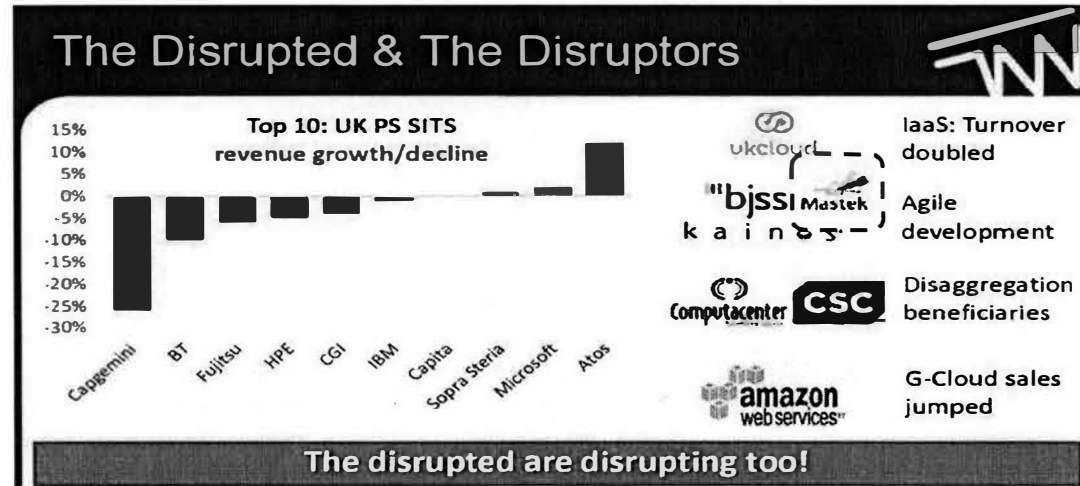 The Disrupted & The Disruptors
Top 10: UK PS SITS
revenue growth/decline
15%
10%
5%
0%
-5%
-10%
-15%
-20%
-25%
-30%
Capgemini
BT
Fujitsu
HPE
CGI
IBM
Capita
Sopra Steria
Microsoft
Atos
ukcloud
IaaS: Turnover
doubled
bjss Mastek
kainos
Agile
development
Computacenter CSC
Disaggregation
beneficiaries
amazon
webservices
G-Cloud sales
jumped
The disrupted are disrupting too!